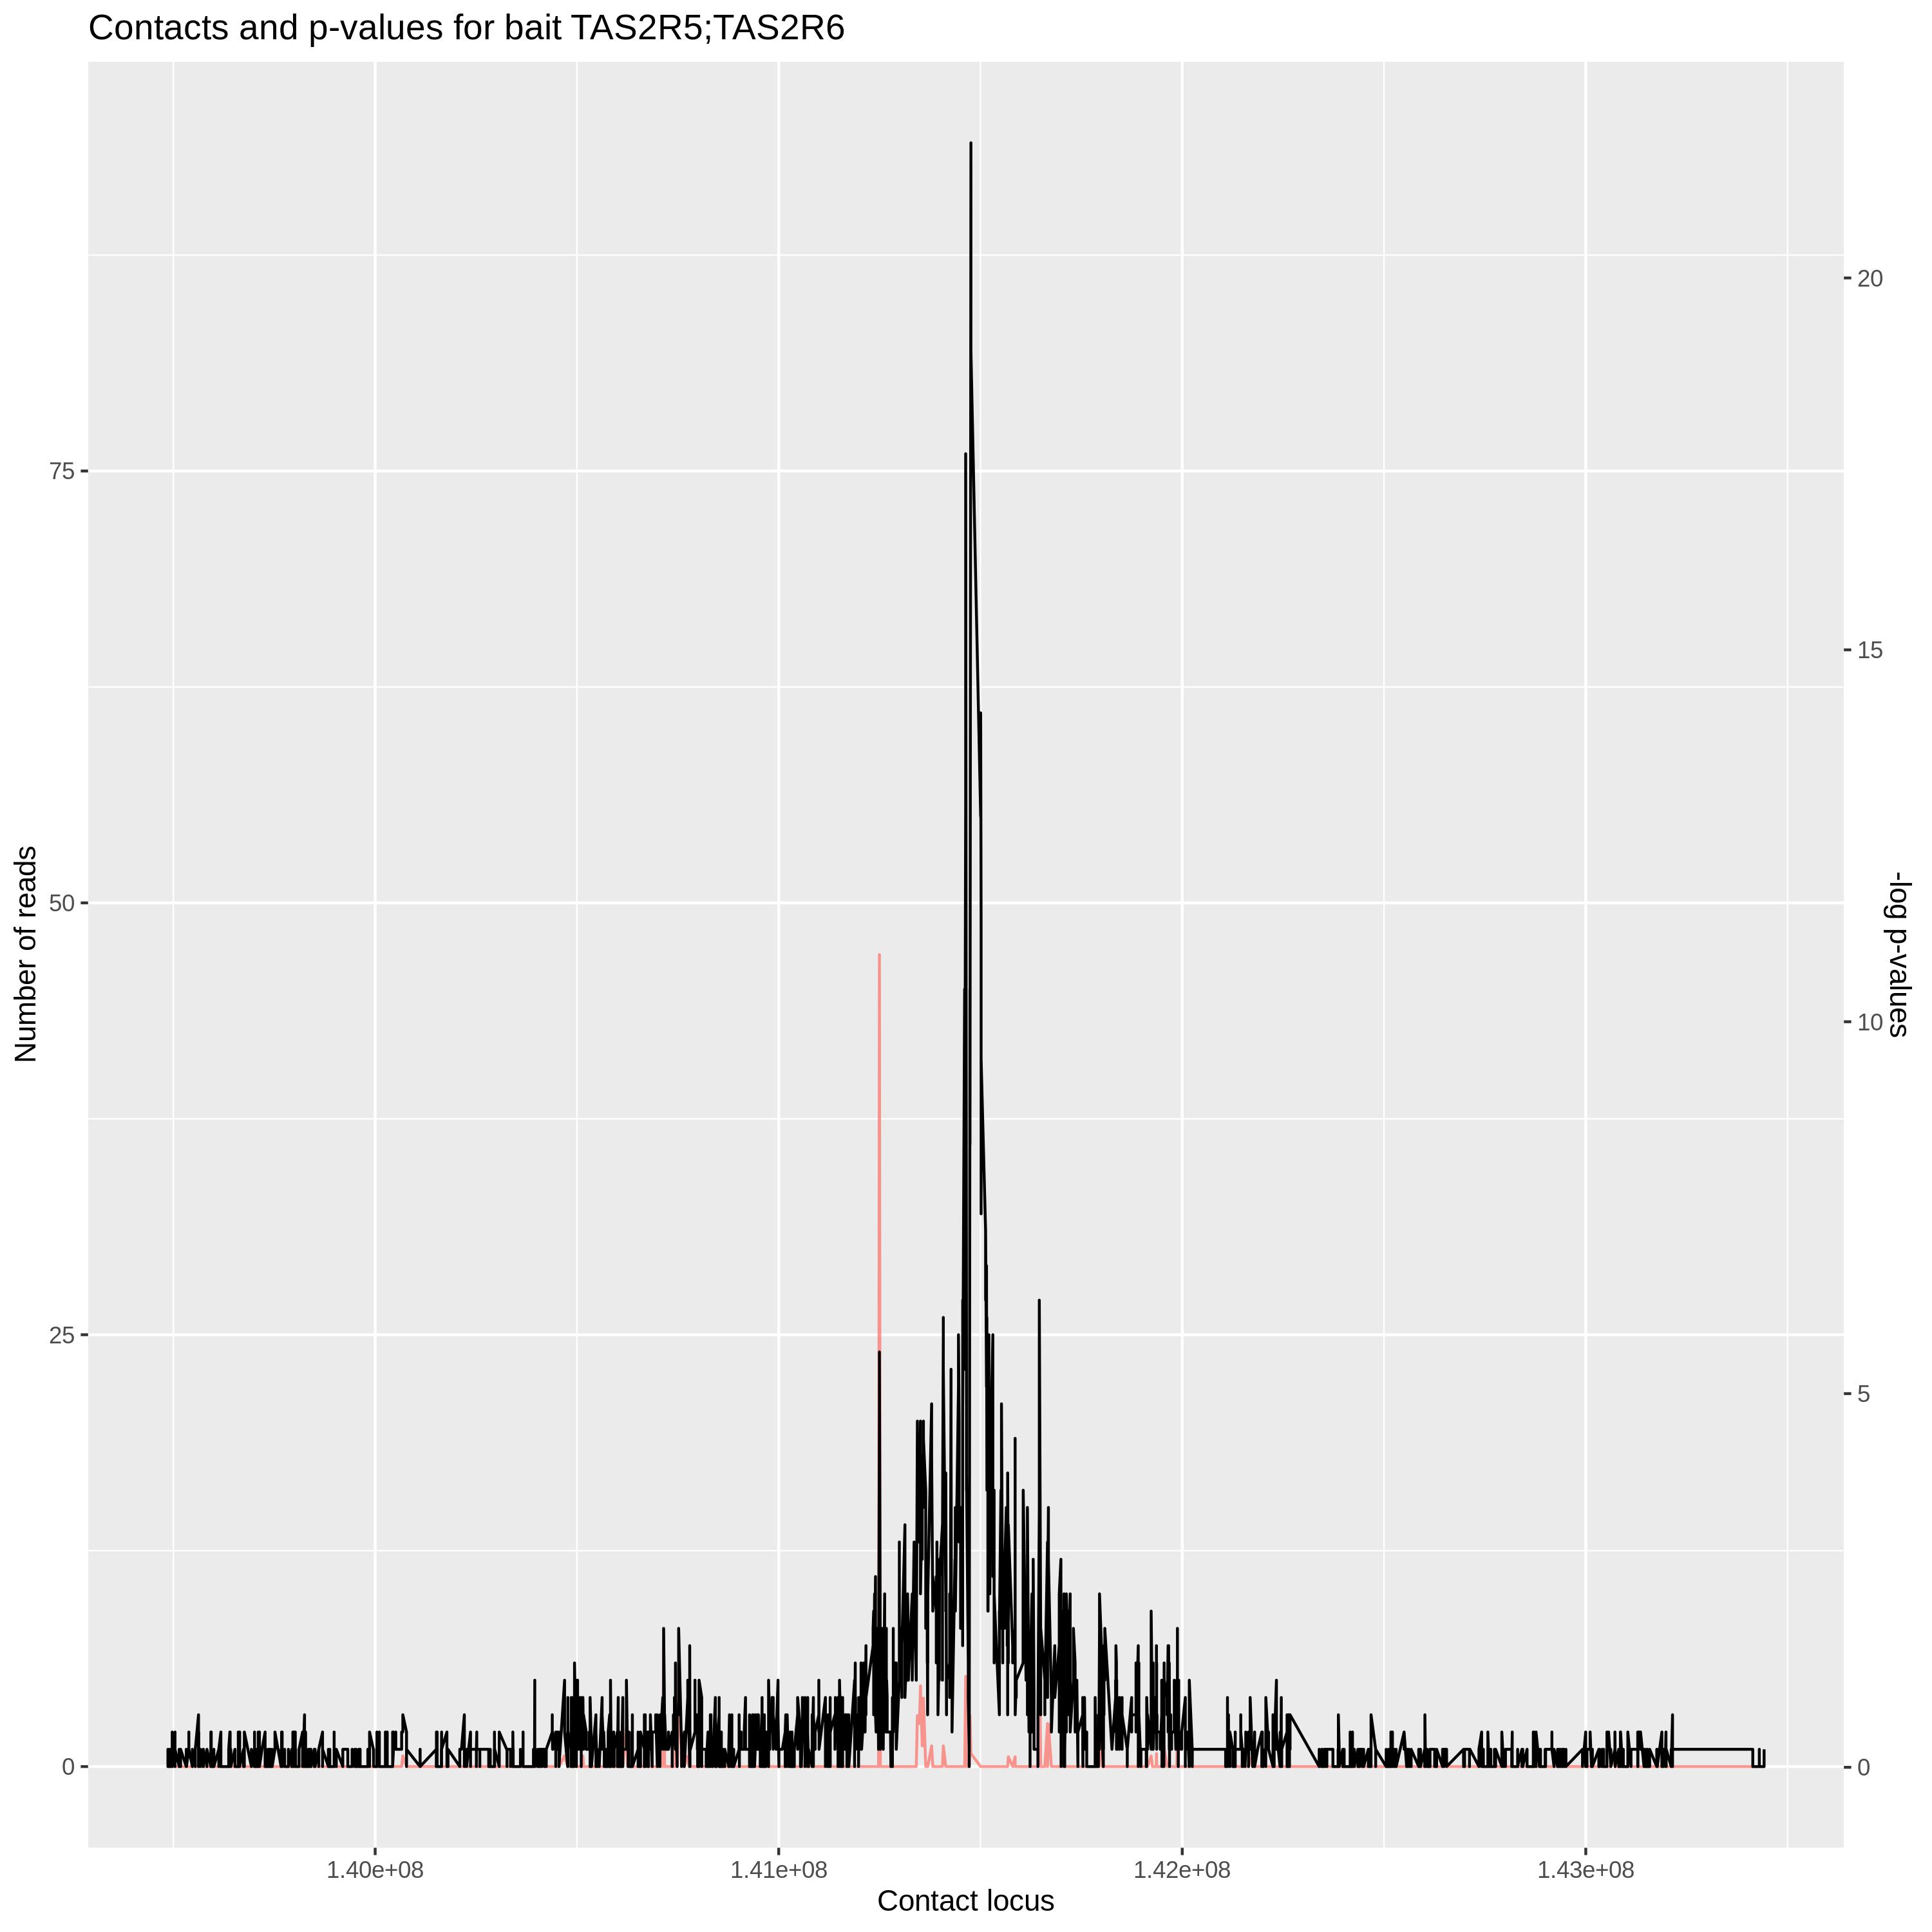 Contacts and p-values for bait TAS2R5;TAS2R6
Number of reads
75
50
25
0
20
15
10
5
0
-log p-values
1.40e+08
1.41e+08
1.42e+08
1.43e+08
Contact locus